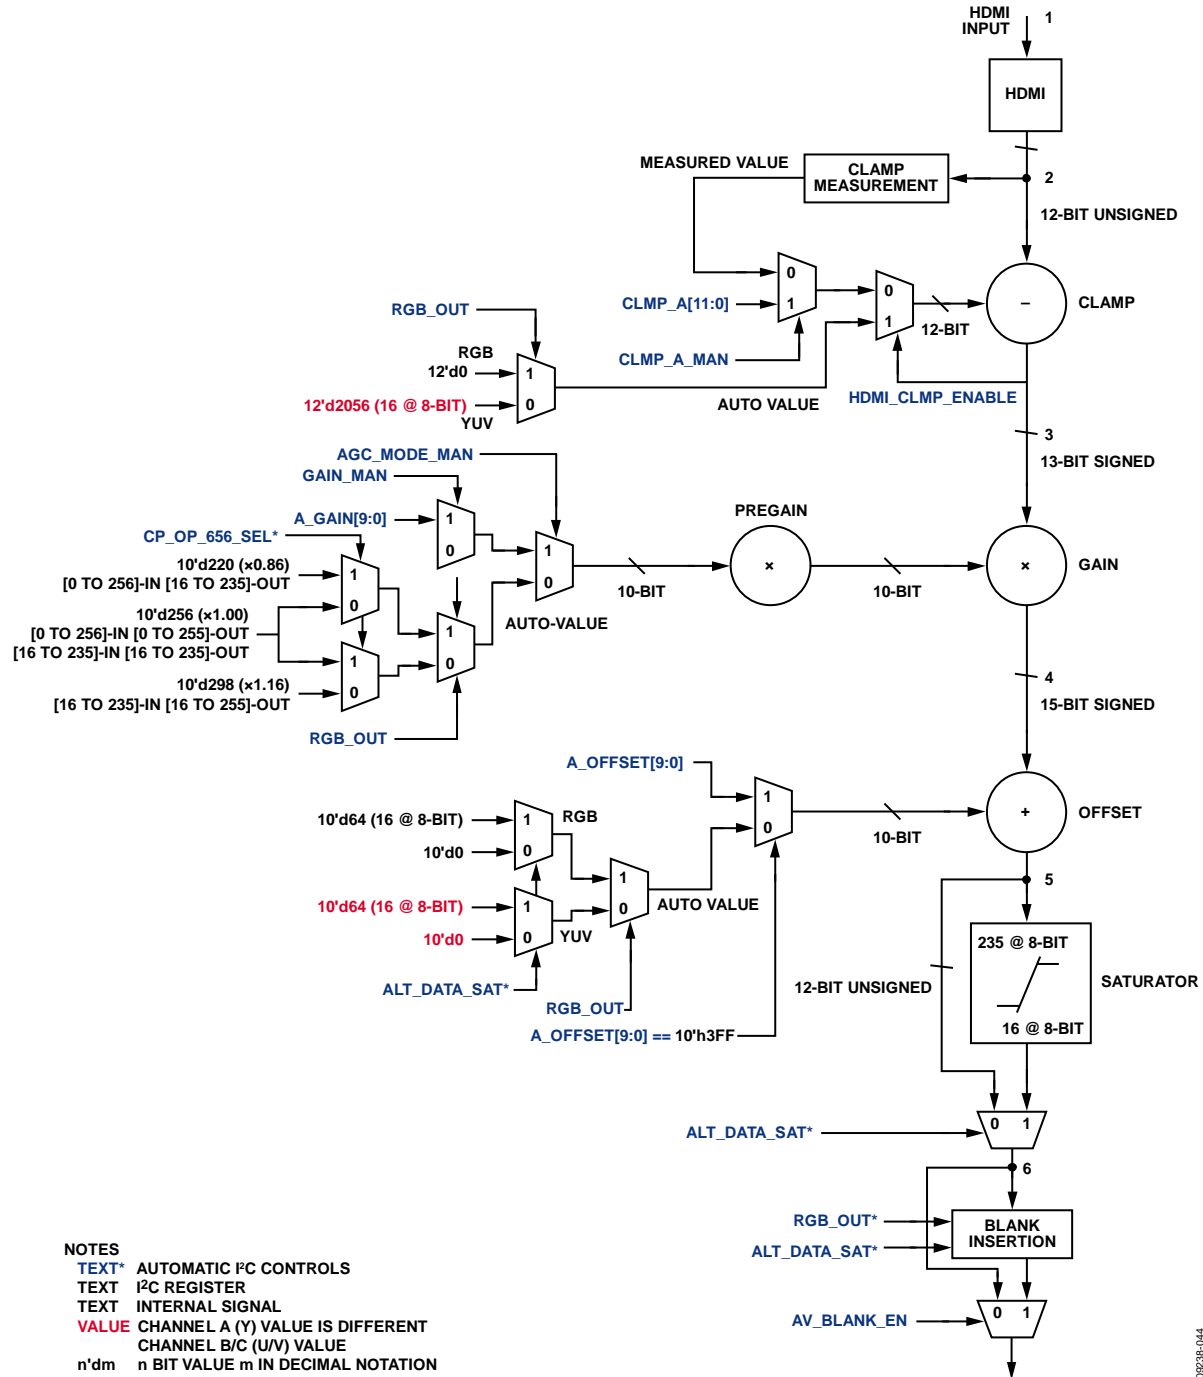 HDMI
INPUT
1
HDMI
MEASURED VALUE
CLAMP
MEASUREMENT
2
12-BIT UNSIGNED
0
1
CLMP_A[11:0]
0
1
12-BIT
–
CLAMP
RGB_OUT
CLMP_A_MAN
RGB
12'd0
1
12'd2056 (16 @ 8-BIT)
0
YUV
AUTO VALUE
HDMI_CLMP_ENABLE
3
13-BIT SIGNED
AGC_MODE_MAN
GAIN_MAN
A_GAIN[9:0]
1
0
PREGAIN
CP_OP_656_SEL*
10'd220 (×0.86)
[0 TO 256]-IN [16 TO 235]-OUT
1
0
10'd256 (×1.00)
[0 TO 256]-IN [0 TO 255]-OUT
[16 TO 235]-IN [16 TO 235]-OUT
1
0
10'd298 (×1.16)
[16 TO 235]-IN [16 TO 255]-OUT
1
0
RGB_OUT
1
0
AUTO-VALUE
10-BIT
×
10-BIT
×
GAIN
4
15-BIT SIGNED
A_OFFSET[9:0]
1
0
10-BIT
+
OFFSET
10'd64 (16 @ 8-BIT)
1
RGB
10'd0
0
10'd64 (16 @ 8-BIT)
1
10'd0
0
YUV
1
0
AUTO VALUE
ALT_DATA_SAT*
RGB_OUT
A_OFFSET[9:0] == 10'h3FF
5
235 @ 8-BIT
16 @ 8-BIT
SATURATOR
12-BIT UNSIGNED
0 1
ALT_DATA_SAT*
6
RGB_OUT*
ALT_DATA_SAT*
BLANK
INSERTION
0 1
AV_BLANK_EN
NOTES
TEXT* AUTOMATIC I²C CONTROLS
TEXT I²C REGISTER
TEXT INTERNAL SIGNAL
VALUE CHANNEL A (Y) VALUE IS DIFFERENT
CHANNEL B/C (U/V) VALUE
n'dm n BIT VALUE m IN DECIMAL NOTATION
09238-044